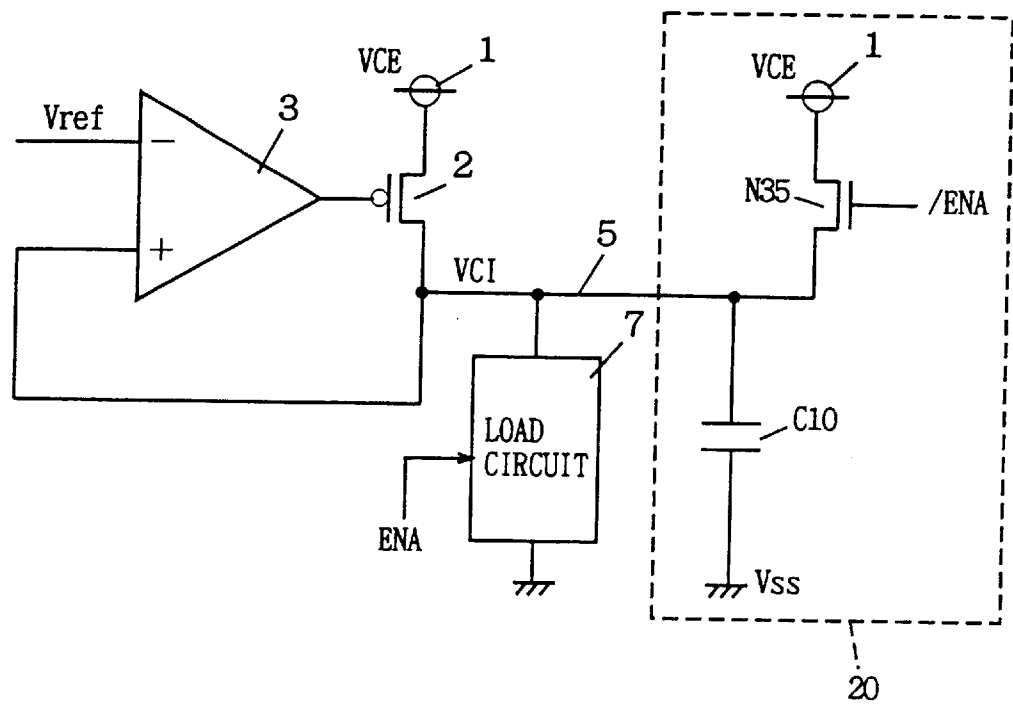 VCE
1
VCE
1
Vref
3
−
2
N35
/ENA
+
5
VCI
7
C10
LOAD
CIRCUIT
ENA
Vss
20